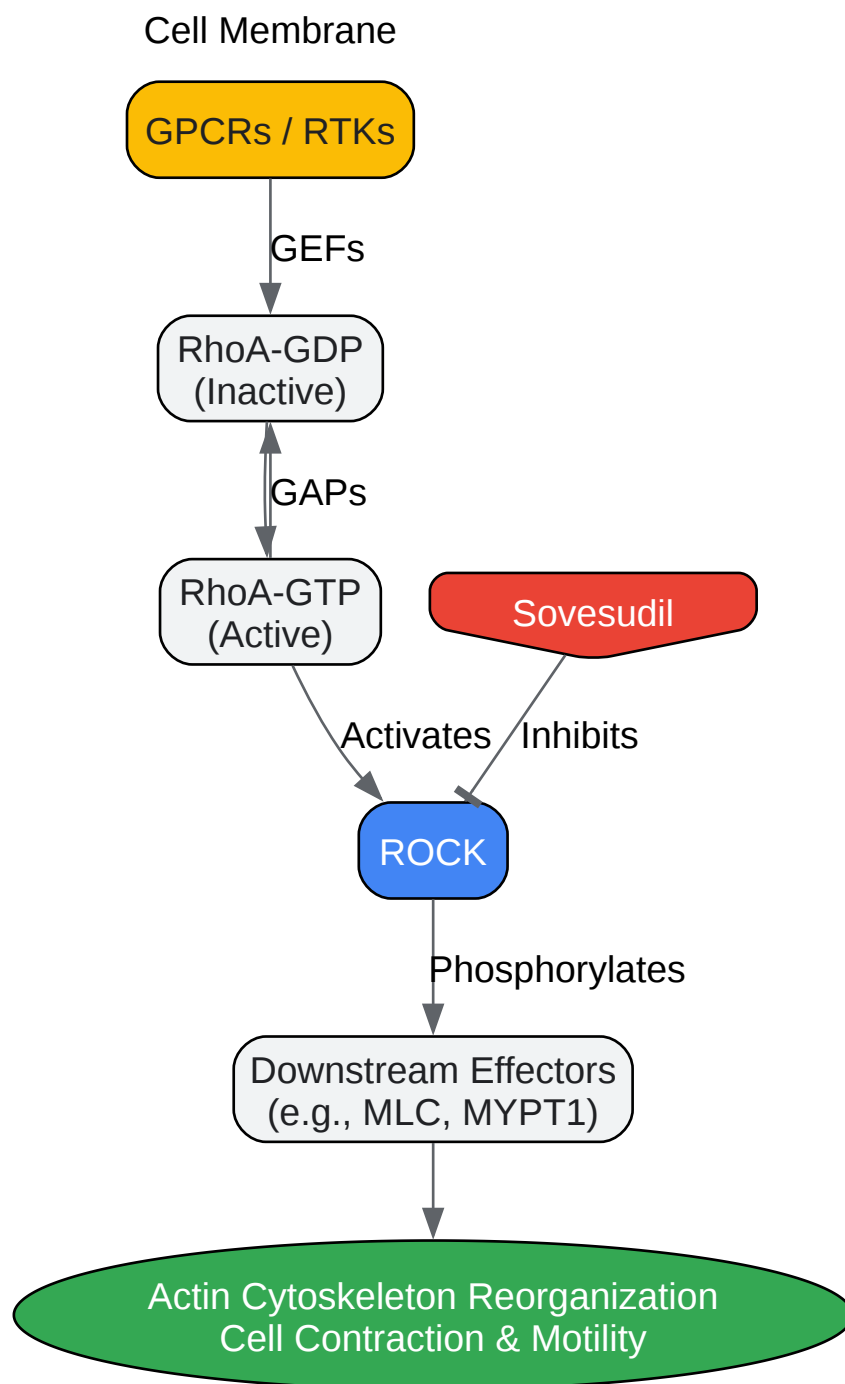 Cell Membrane
GPCRs / RTKs
GEFs
RhoA-GDP
(Inactive)
GAPs
RhoA-GTP
(Active)
Sovesudil
Activates
Inhibits
ROCK
Phosphorylates
Downstream Effectors
(e.g., MLC, MYPT1)
Actin Cytoskeleton Reorganization
Cell Contraction & Motility